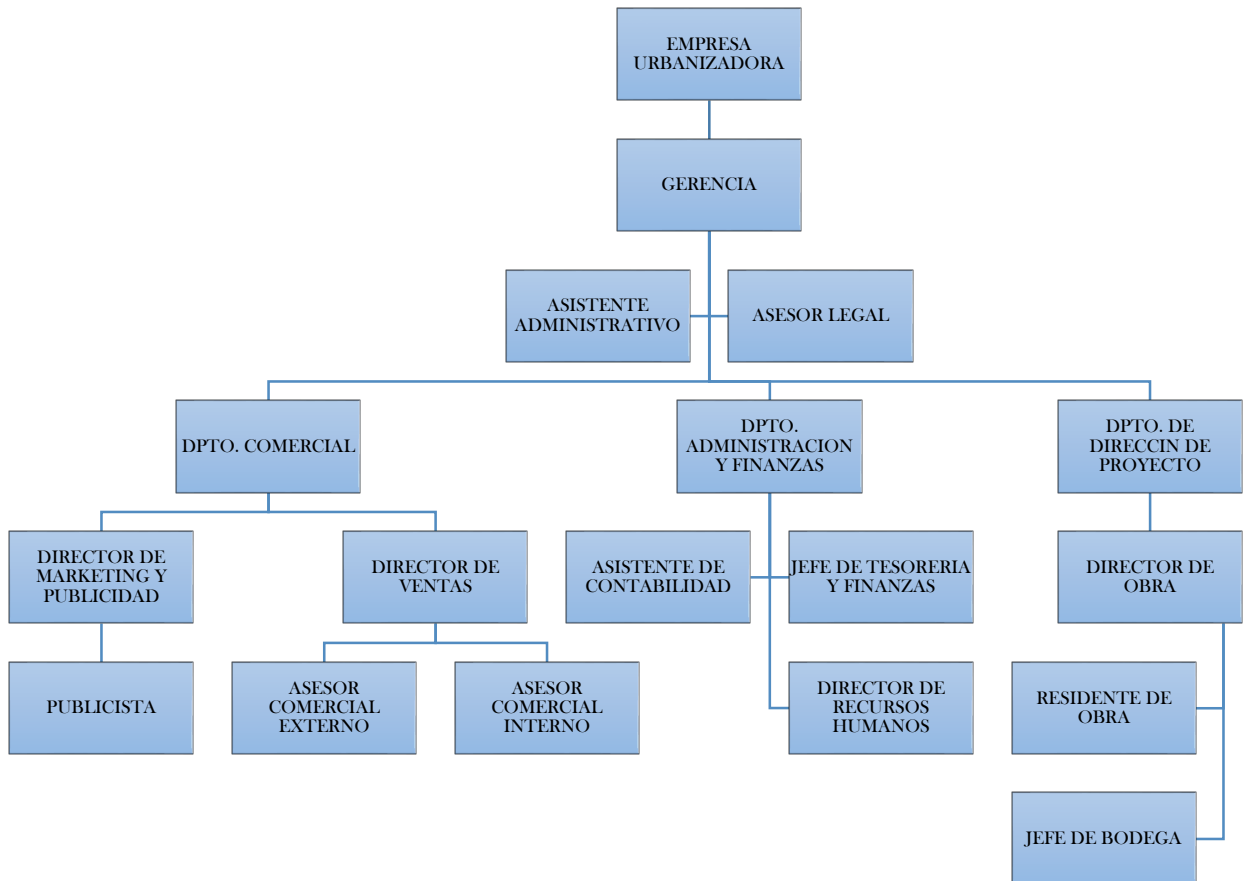 EMPRESA
URBANIZADORA
GERENCIA
ASISTENTE
ADMINISTRATIVO
ASESOR LEGAL
DPTO. COMERCIAL
DPTO.
ADMINISTRACION
Y FINANZAS
DPTO. DE
DIRECCIN DE
PROYECTO
DIRECTOR DE
MARKETING Y
PUBLICIDAD
DIRECTOR DE
VENTAS
ASISTENTE DE
CONTABILIDAD
JEFE DE TESORERIA
Y FINANZAS
DIRECTOR DE
OBRA
PUBLICISTA
ASESOR
COMERCIAL
EXTERNO
ASESOR
COMERCIAL
INTERNO
DIRECTOR DE
RECURSOS
HUMANOS
RESIDENTE DE
OBRA
JEFE DE BODEGA